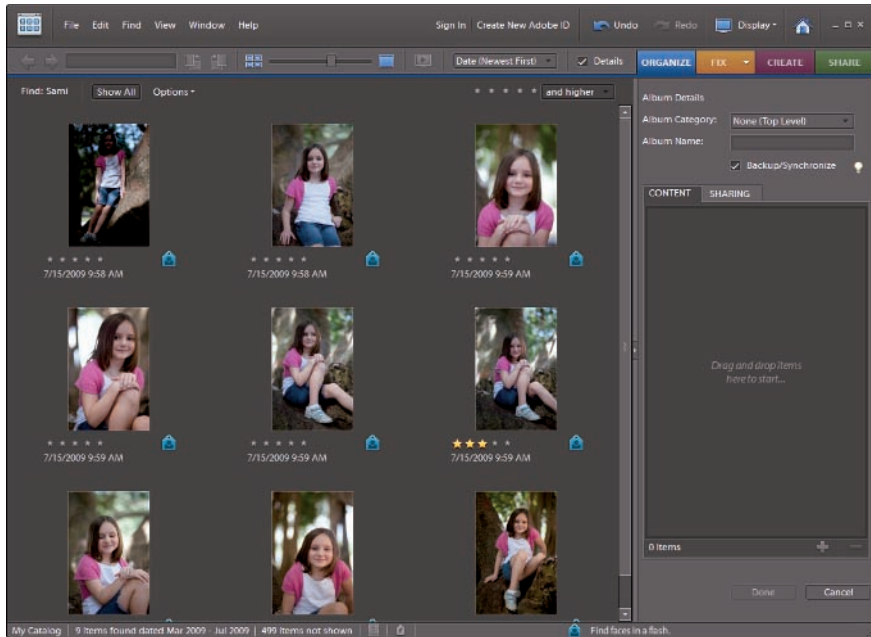 File Edit Find View Window Help Sign In Create New Adobe ID Undo Redo Display
Date (Newest First) Details ORGANIZE FIX CREATE SHARE
Find: Sami Show All Options and higher
Album Details
Album Category: None (Top Level)
Album Name:
Backup/Synchronize
CONTENT SHARING
7/15/2009 9:58 AM 7/15/2009 9:58 AM 7/15/2009 9:59 AM
Drag and drop items
here to start...
7/15/2009 9:59 AM 7/15/2009 9:59 AM 7/15/2009 9:59 AM
0 Items
Done Cancel
My Catalog 9 Items found dated Mar 2009 - Jul 2009 499 Items not shown Find faces in a flash.